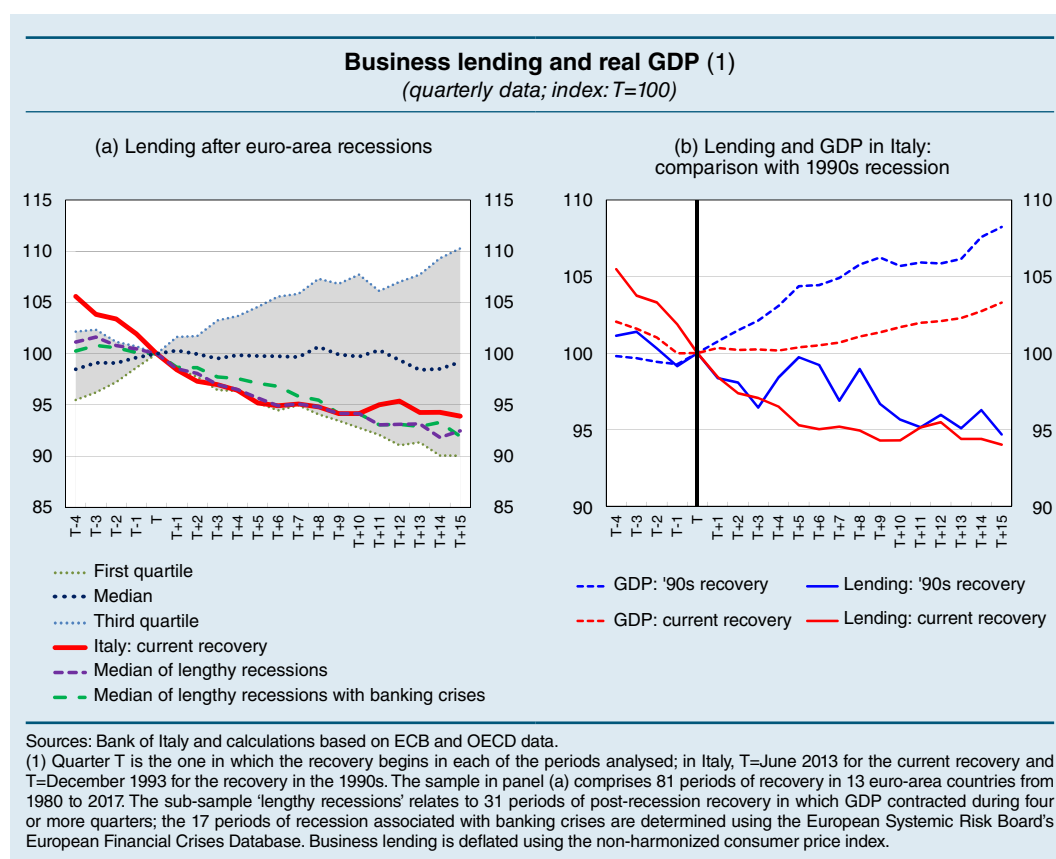 Business lending and real GDP (1)
(quarterly data; index: T=100)
(a) Lending after euro-area recessions
115
110
105
100
95
90
85
115
110
105
100
95
90
85
T-4
T-3
T-2
T-1
T
T+1
T+2
T+3
T+4
T+5
T+6
T+7
T+8
T+9
T+10
T+11
T+12
T+13
T+14
T+15
First quartile
Median
Third quartile
Italy: current recovery
Median of lengthy recessions
Median of lengthy recessions with banking crises
(b) Lending and GDP in Italy:
comparison with 1990s recession
110
105
100
95
90
110
105
100
95
90
T-4
T-3
T-2
T-1
T
T+1
T+2
T+3
T+4
T+5
T+6
T+7
T+8
T+9
T+10
T+11
T+12
T+13
T+14
T+15
GDP: '90s recovery
Lending: '90s recovery
GDP: current recovery
Lending: current recovery
Sources: Bank of Italy and calculations based on ECB and OECD data.
(1) Quarter T is the one in which the recovery begins in each of the periods analysed; in Italy, T=June 2013 for the current recovery and
T=December 1993 for the recovery in the 1990s. The sample in panel (a) comprises 81 periods of recovery in 13 euro-area countries from
1980 to 2017. The sub-sample ‘lengthy recessions’ relates to 31 periods of post-recession recovery in which GDP contracted during four
or more quarters; the 17 periods of recession associated with banking crises are determined using the European Systemic Risk Board’s
European Financial Crises Database. Business lending is deflated using the non-harmonized consumer price index.